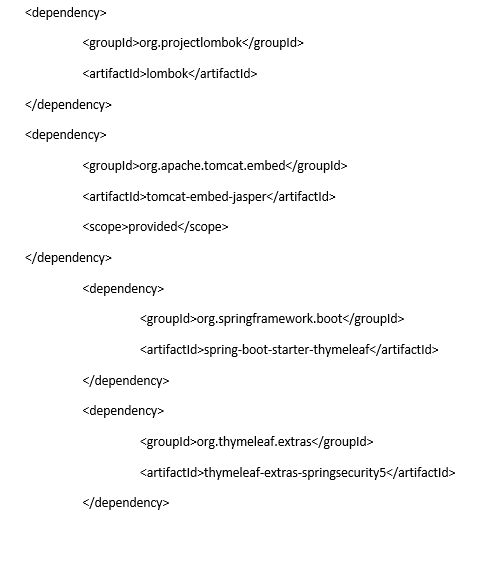 <dependency>
<groupId>org.projectlombok</groupId>
<artifactId>lombok</artifactId>
</dependency>
<dependency>
<groupId>org.apache.tomcat.embed</groupId>
<artifactId>tomcat-embed-jasper</artifactId>
<scope>provided</scope>
</dependency>
<dependency>
<groupId>org.springframework.boot</groupId>
<artifactId>spring-boot-starter-thymeleaf</artifactId>
</dependency>
<dependency>
<groupId>org.thymeleaf.extras</groupId>
<artifactId>thymeleaf-extras-springsecurity5</artifactId>
</dependency>